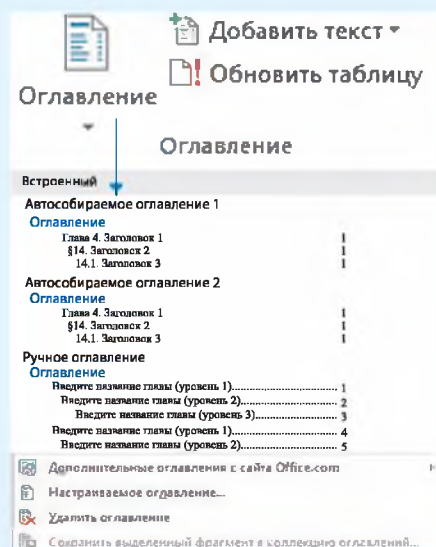 Добавить текст
Обновить таблицу
Оглавление
Оглавление
Встроенный
Автособираемое оглавление 1
Оглавление
Глава 4. Заголовок 1 1
§14. Заголовок 2 1
14.1. Заголовок 3 1
Автособираемое оглавление 2
Оглавление
Глава 4. Заголовок 1 1
§14. Заголовок 2 1
14.1. Заголовок 3 1
Ручное оглавление
Оглавление
Введите название главы (уровень 1)........................................ 1
Введите название главы (уровень 2)..................................... 2
Введите название главы (уровень 3).................................. 3
Введите название главы (уровень 1)........................................ 4
Введите название главы (уровень 2)..................................... 5
Дополнительные оглавления с сайта Office.com
Настраиваемое оглавление...
Удалить оглавление
Сохранить выделенный фрагмент в коллекцию оглавлений...